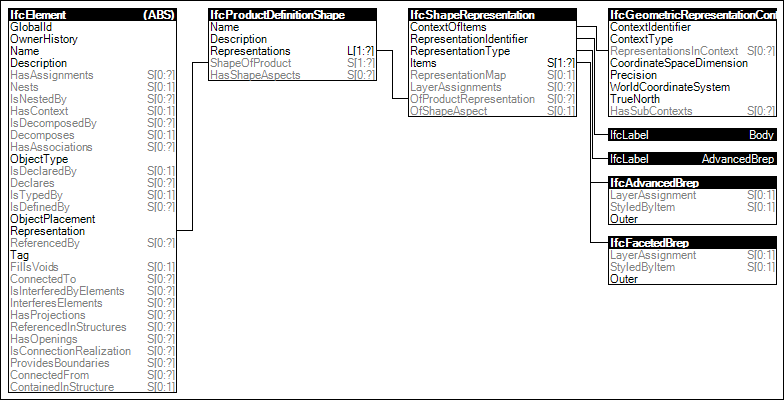 IfcElement (ABS)
GlobalId
OwnerHistory
Name
Description
HasAssignments S[0:?]
Nests S[0:1]
IsNestedBy S[0:?]
HasContext S[0:1]
IsDecomposedBy S[0:?]
Decomposes S[0:1]
HasAssociations S[0:?]
ObjectType
IsDeclaredBy S[0:1]
Declares S[0:?]
IsTypedBy S[0:1]
IsDefinedBy S[0:?]
ObjectPlacement
Representation
ReferencedBy S[0:?]
Tag
FillsVoids S[0:1]
ConnectedTo S[0:?]
IsInterferedByElements S[0:?]
InterferesElements S[0:?]
HasProjections S[0:?]
ReferencedInStructures S[0:?]
HasOpenings S[0:?]
IsConnectionRealization S[0:?]
ProvidesBoundaries S[0:?]
ConnectedFrom S[0:?]
ContainedInStructure S[0:1]
IfcProductDefinitionShape
Name
Description
Representations L[1:?]
ShapeOfProduct S[1:?]
HasShapeAspects S[0:?]
IfcShapeRepresentation
ContextOfItems
RepresentationIdentifier
RepresentationType
Items S[1:?]
RepresentationMap S[0:1]
LayerAssignments S[0:?]
OfProductRepresentation S[0:?]
OfShapeAspect S[0:1]
IfcGeometricRepresentationCon
ContextIdentifier
ContextType
RepresentationsInContext S[0:?]
CoordinateSpaceDimension
Precision
WorldCoordinateSystem
TrueNorth
HasSubContexts S[0:?]
IfcLabel Body
IfcLabel AdvancedBrep
IfcAdvancedBrep
LayerAssignment S[0:1]
StyledByItem S[0:1]
Outer
IfcFacetedBrep
LayerAssignment S[0:1]
StyledByItem S[0:1]
Outer